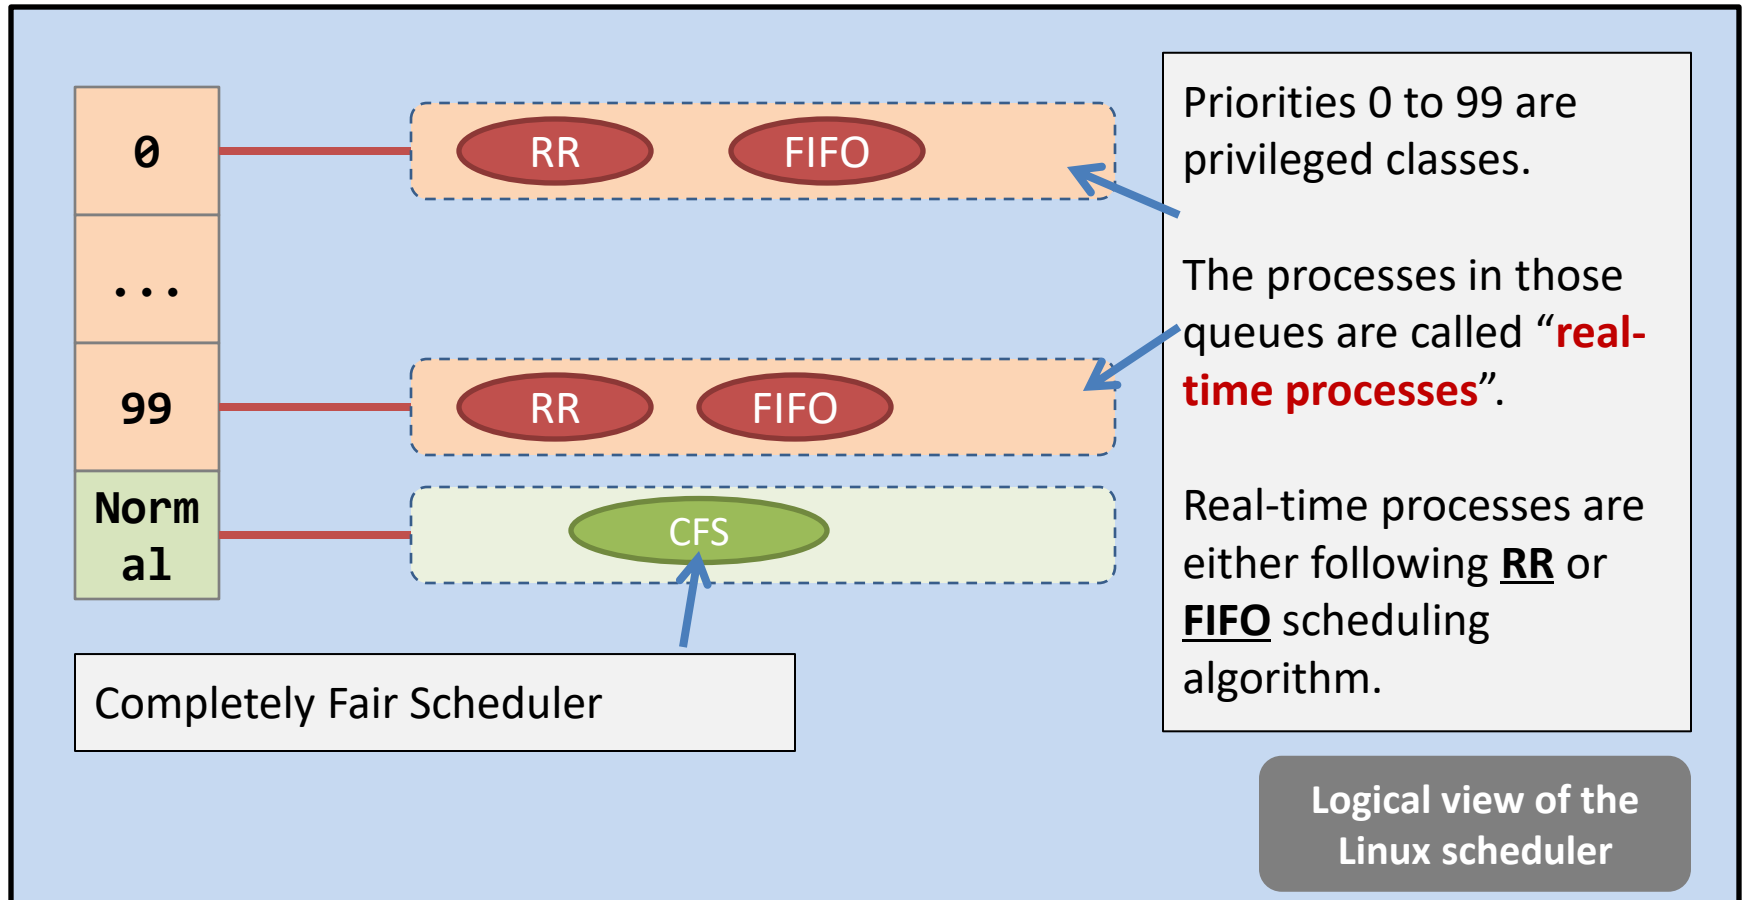 0
RR
FIFO
...
99
RR
FIFO
Norm
al
CFS
Completely Fair Scheduler
Priorities 0 to 99 are
privileged classes.
The processes in those
queues are called “real-
time processes”.
Real-time processes are
either following RR or
FIFO scheduling
algorithm.
Logical view of the
Linux scheduler